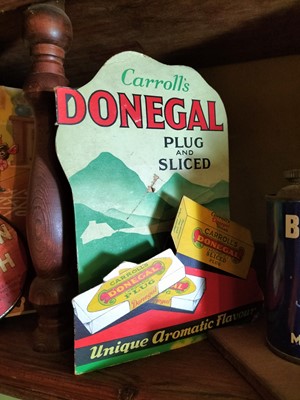 Carroll's
DONEGAL
PLUG
AND
SLICED
CARROLL'S
DONEGAL
SLICED
CARROLL'S
DONEGAL
PLUG
Unique Aromatic Flavour